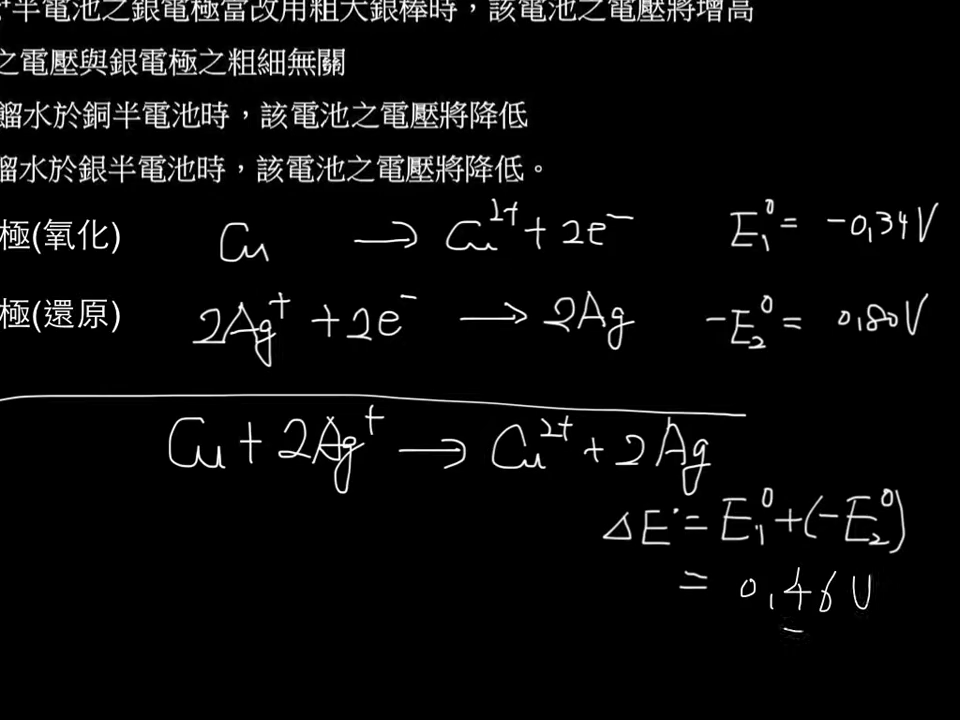 半電池之銀電極當改用粗大銀棒時，該電池之電壓將增高
之電壓與銀電極之粗細無關
餾水於銅半電池時，該電池之電壓將降低
餾水於銀半電池時，該電池之電壓將降低。
極(氧化) Cu → Cu²⁺ + 2e⁻ E₁⁰ = -0.34V
極(還原) 2Ag⁺ + 2e⁻ → 2Ag -E₂⁰ = 0.80V
Cu + 2Ag⁺ → Cu²⁺ + 2Ag
ΔE° = E₁⁰ + (-E₂⁰)
= 0.46V